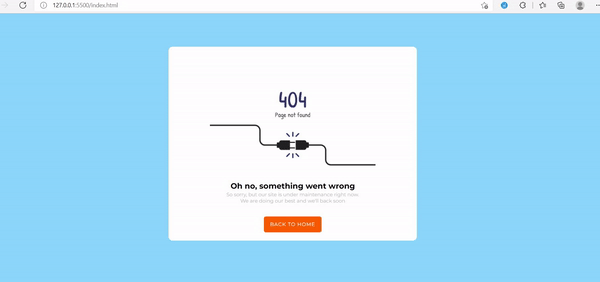 127.0.0.1:5500/index.html
404
Page not found
Oh no, something went wrong
So sorry, but our site is under maintenance right now.
We are doing our best and we'll back soon.
BACK TO HOME